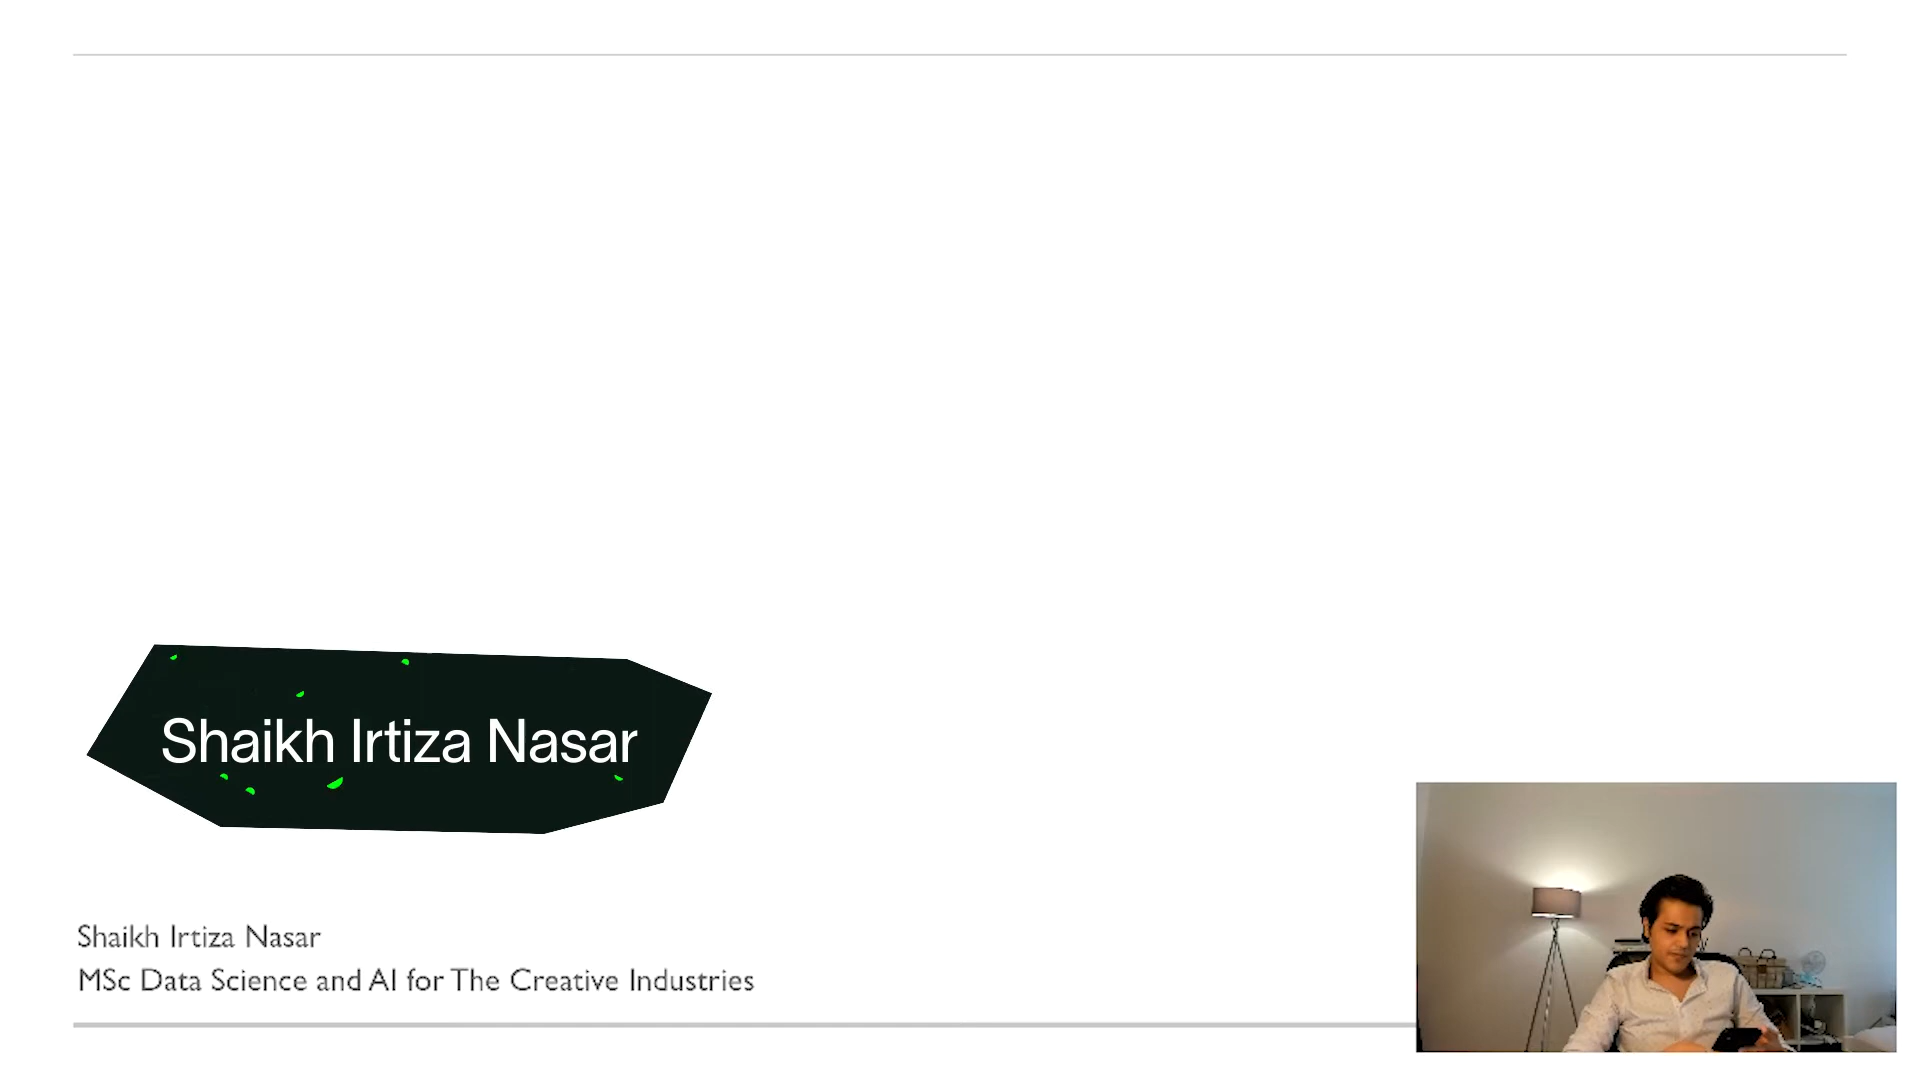 Shaikh Irtiza Nasar
Shaikh Irtiza Nasar
MSc Data Science and AI for The Creative Industries